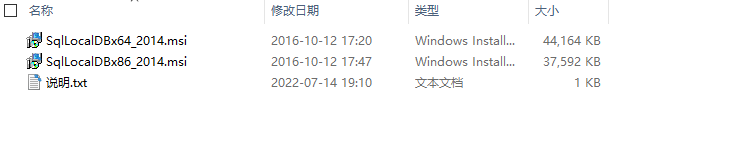 名称 修改日期 类型 大小
SqlLocalDBx64_2014.msi 2016-10-12 17:20 Windows Install... 44,164 KB
SqlLocalDBx86_2014.msi 2016-10-12 17:47 Windows Install... 37,592 KB
说明.txt 2022-07-14 19:10 文本文档 1 KB